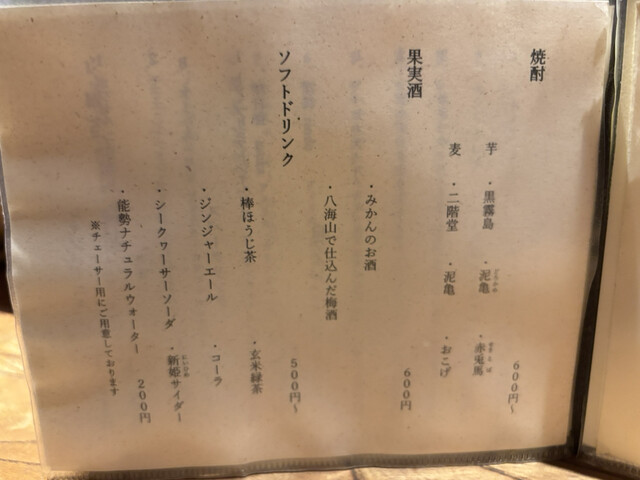 焼酎
600円〜
芋 ・黒霧島 ・泥亀 ・赤兎馬
麦 ・二階堂 ・泥亀 ・おこげ
果実酒
600円
・みかんのお酒
・八海山で仕込んだ梅酒
ソフトドリンク
500円〜
・棒ほうじ茶 ・玄米緑茶
・ジンジャーエール ・コーラ
・シークヮーサーソーダ ・新姫サイダー
・能勢ナチュラルウォーター 200円
※チェーサー用にご用意しております